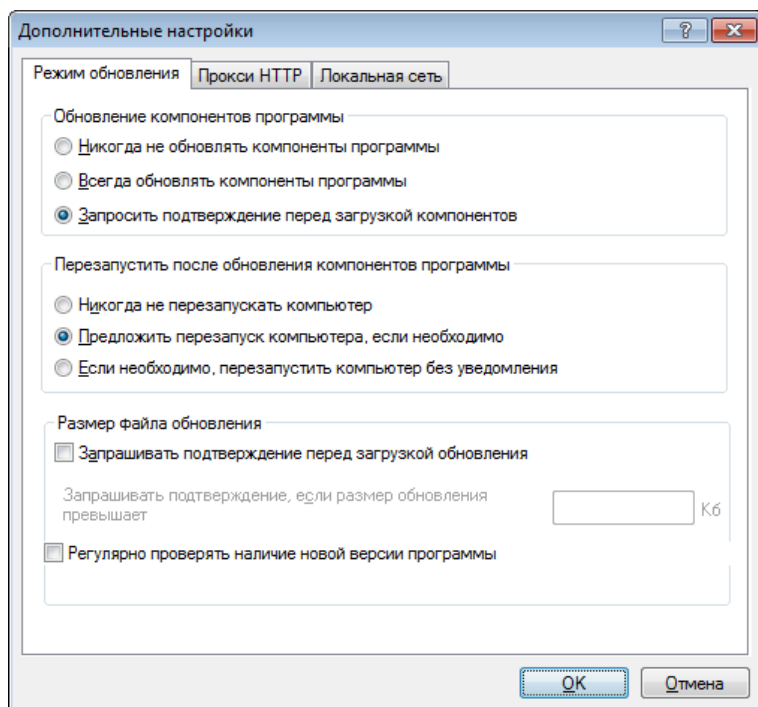 Дополнительные настройки
Режим обновления Прокси HTTP Локальная сеть
Обновление компонентов программы
Никогда не обновлять компоненты программы
Всегда обновлять компоненты программы
Запросить подтверждение перед загрузкой компонентов
Перезапустить после обновления компонентов программы
Никогда не перезапускать компьютер
Предложить перезапуск компьютера, если необходимо
Если необходимо, перезапустить компьютер без уведомления
Размер файла обновления
Запрашивать подтверждение перед загрузкой обновления
Запрашивать подтверждение, если размер обновления
превышает Кб
Регулярно проверять наличие новой версии программы
OK Отмена